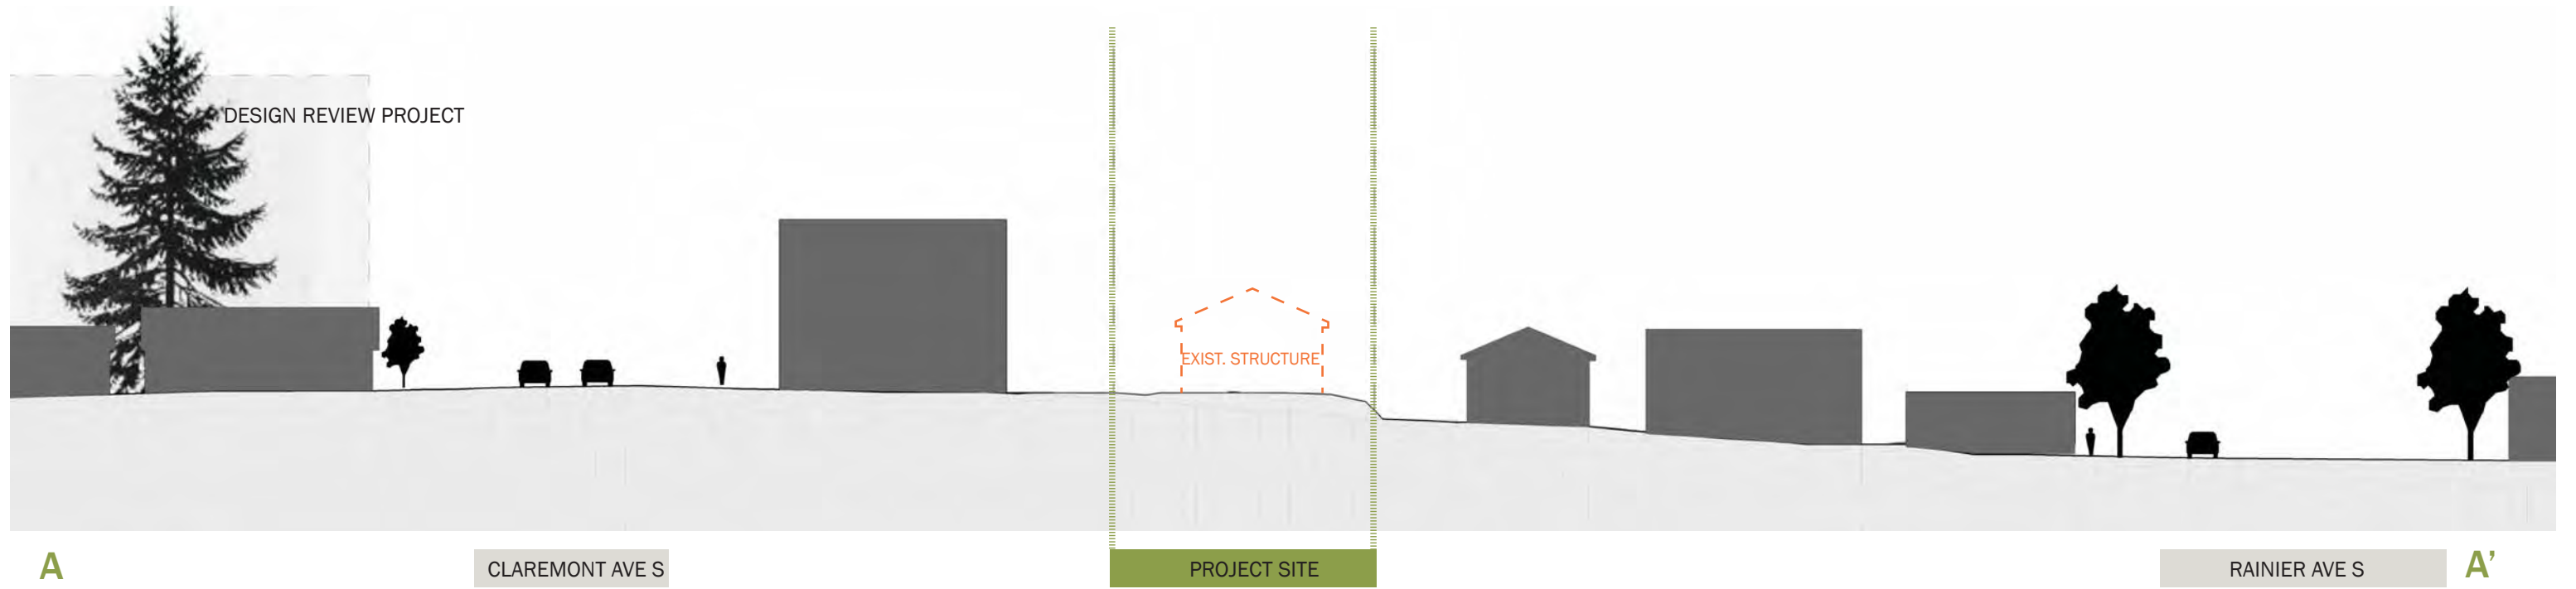 DESIGN REVIEW PROJECT
EXIST. STRUCTURE
A
CLAREMONT AVE S
PROJECT SITE
RAINIER AVE S
A’